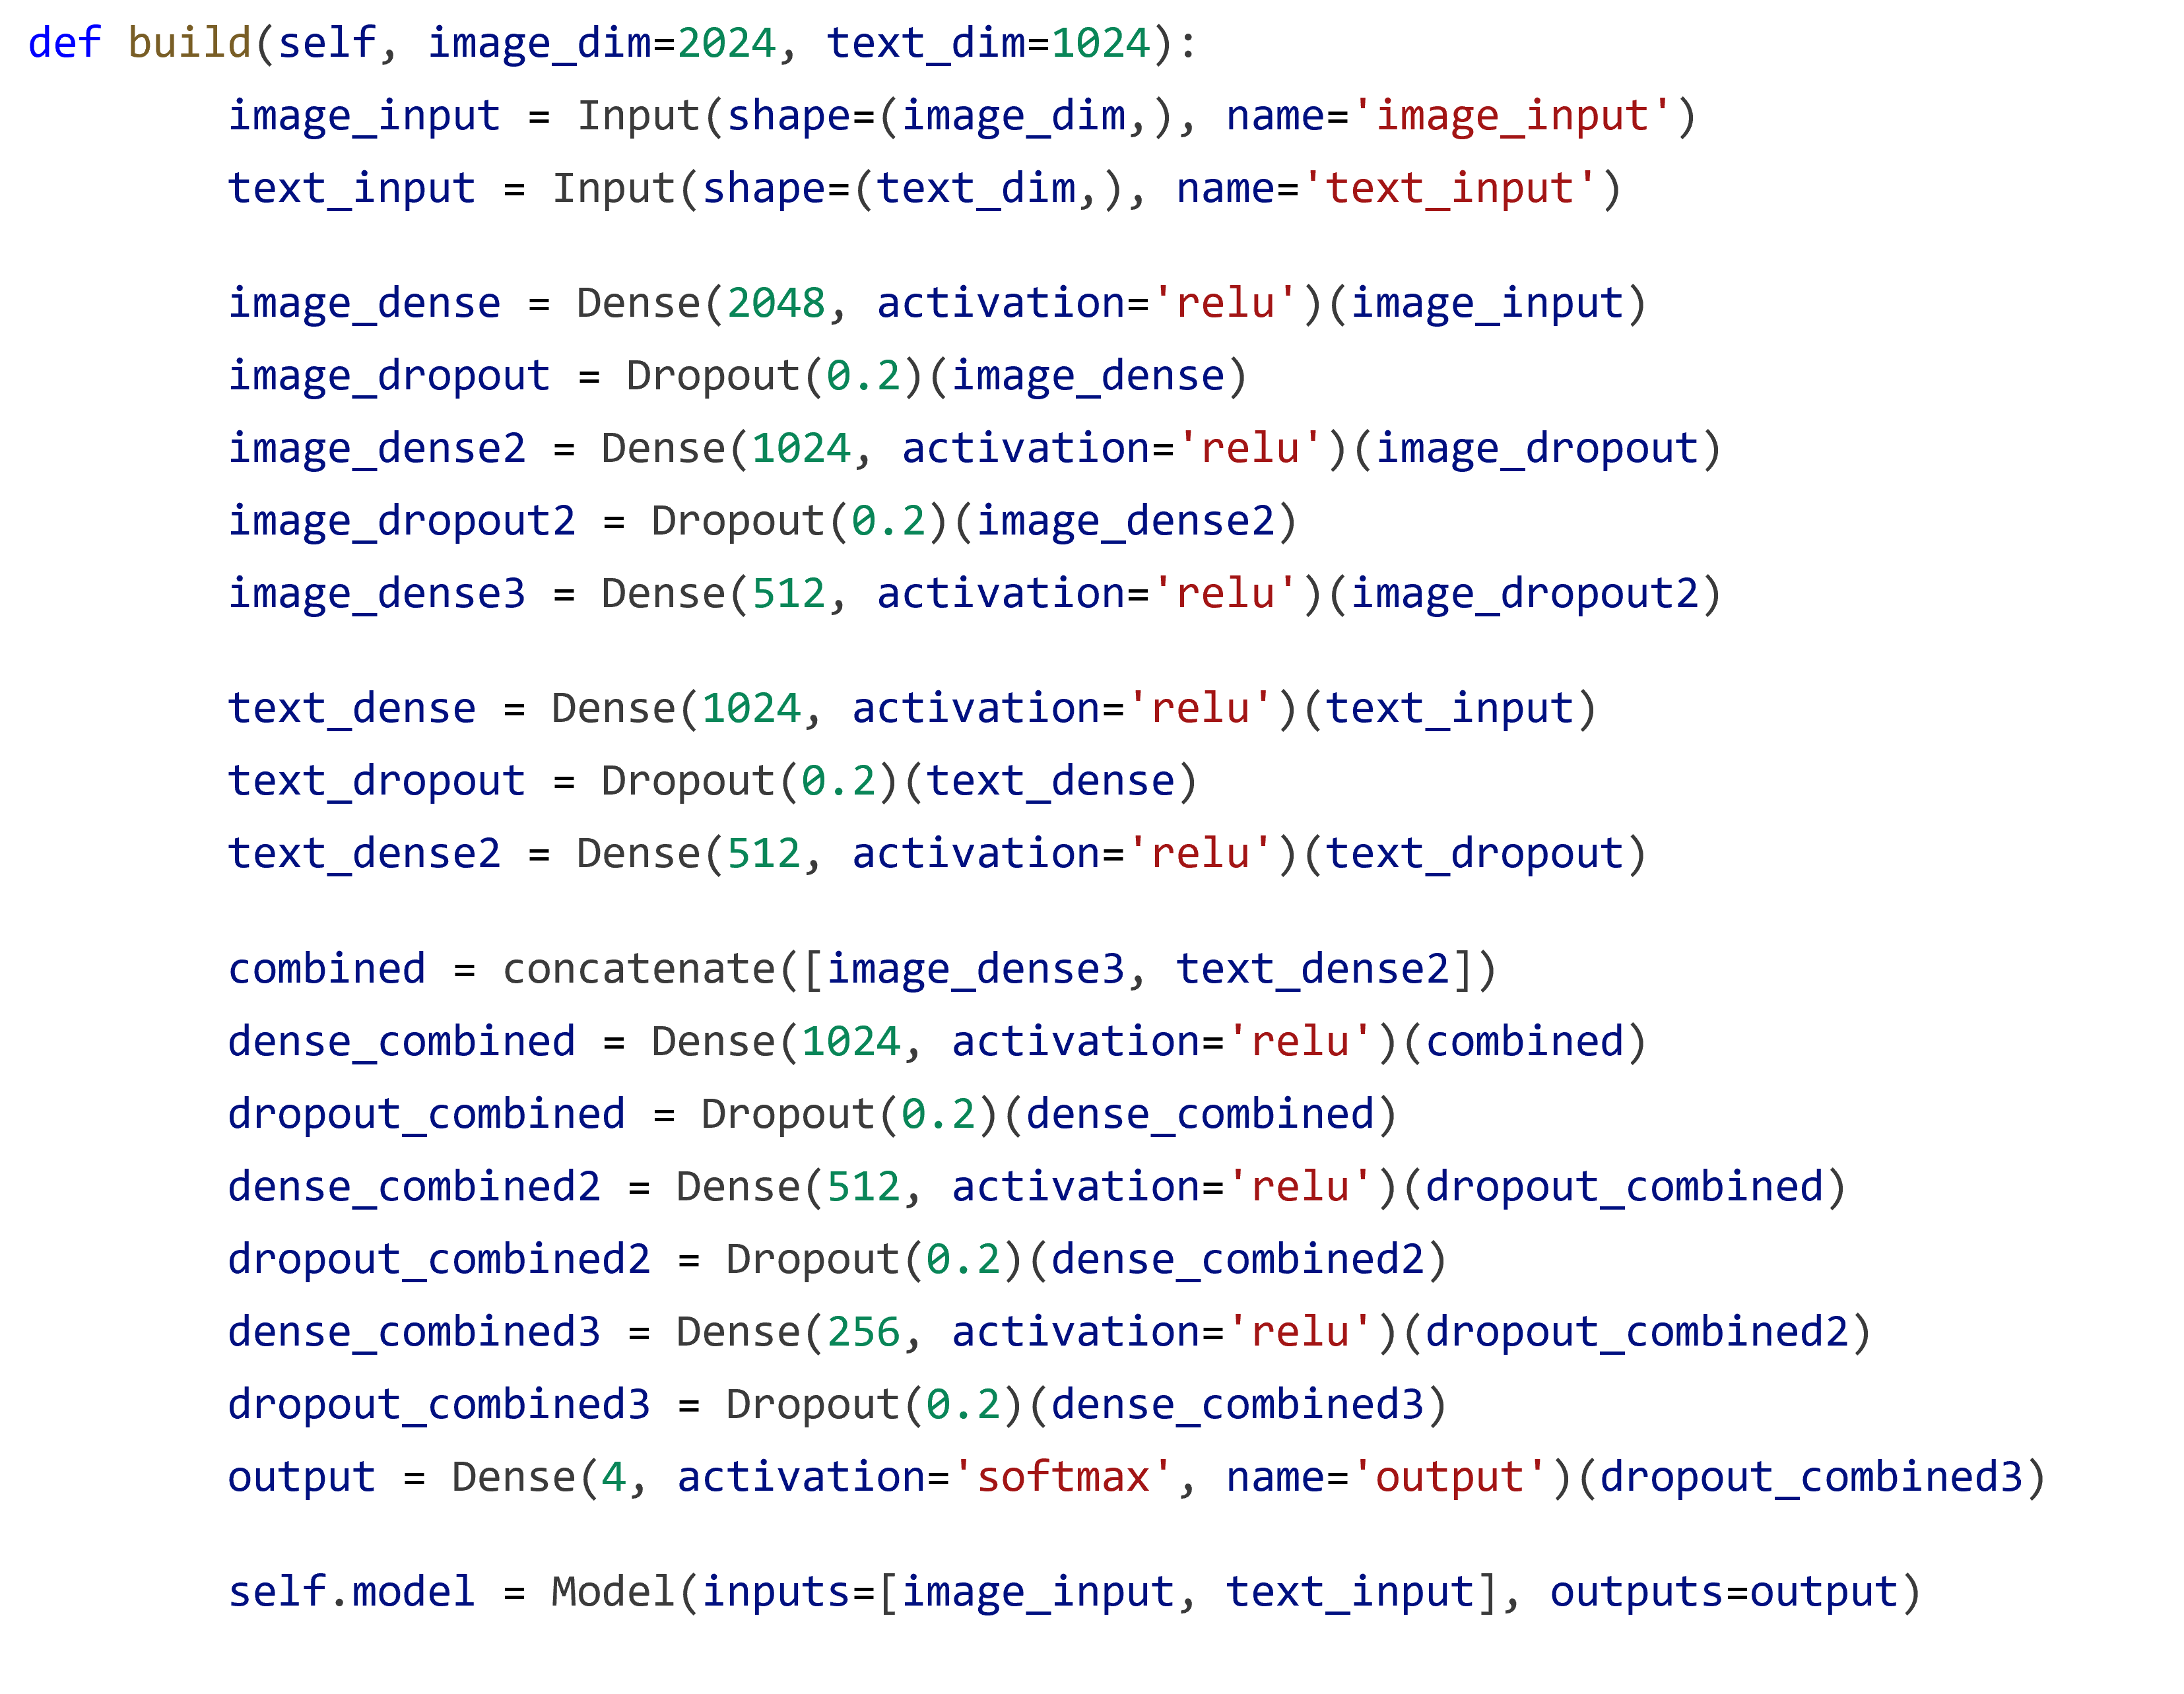 def build(self, image_dim=2024, text_dim=1024):
        image_input = Input(shape=(image_dim,), name='image_input')
        text_input = Input(shape=(text_dim,), name='text_input')

        image_dense = Dense(2048, activation='relu')(image_input)
        image_dropout = Dropout(0.2)(image_dense)
        image_dense2 = Dense(1024, activation='relu')(image_dropout)
        image_dropout2 = Dropout(0.2)(image_dense2)
        image_dense3 = Dense(512, activation='relu')(image_dropout2)

        text_dense = Dense(1024, activation='relu')(text_input)
        text_dropout = Dropout(0.2)(text_dense)
        text_dense2 = Dense(512, activation='relu')(text_dropout)

        combined = concatenate([image_dense3, text_dense2])
        dense_combined = Dense(1024, activation='relu')(combined)
        dropout_combined = Dropout(0.2)(dense_combined)
        dense_combined2 = Dense(512, activation='relu')(dropout_combined)
        dropout_combined2 = Dropout(0.2)(dense_combined2)
        dense_combined3 = Dense(256, activation='relu')(dropout_combined2)
        dropout_combined3 = Dropout(0.2)(dense_combined3)
        output = Dense(4, activation='softmax', name='output')(dropout_combined3)

        self.model = Model(inputs=[image_input, text_input], outputs=output)